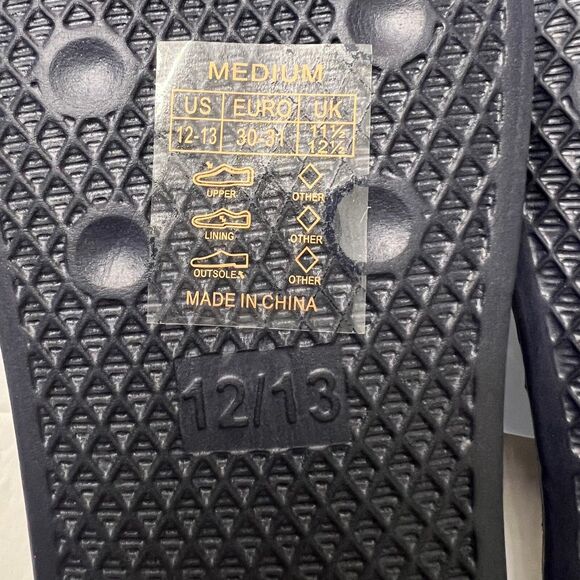 MEDIUM
US EURO UK
12-13 30-31 11½ 12½
UPPER OTHER
LINING OTHER
OUTSOLE OTHER
MADE IN CHINA
12/13